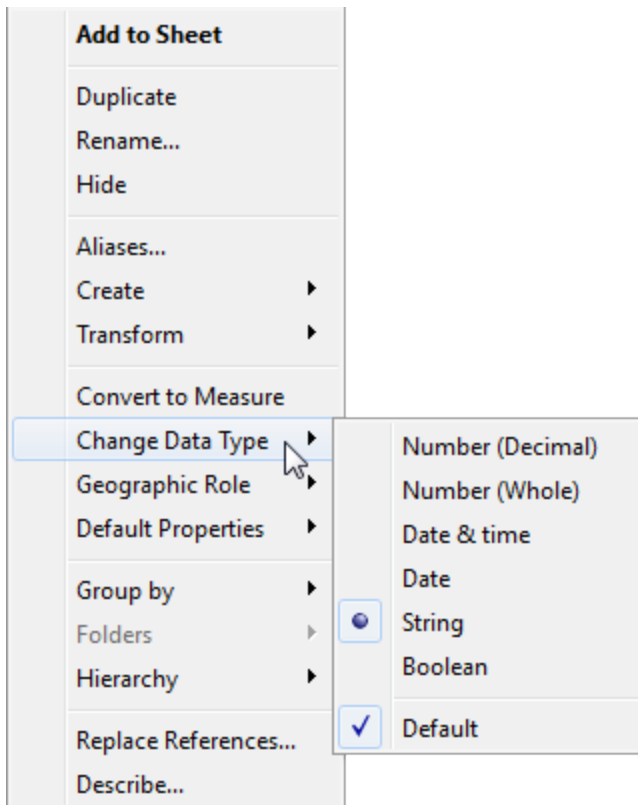 Add to Sheet
Duplicate
Rename...
Hide
Aliases...
Create
Transform
Convert to Measure
Change Data Type
Geographic Role
Default Properties
Group by
Folders
Hierarchy
Replace References...
Describe...
Number (Decimal)
Number (Whole)
Date & time
Date
String
Boolean
Default